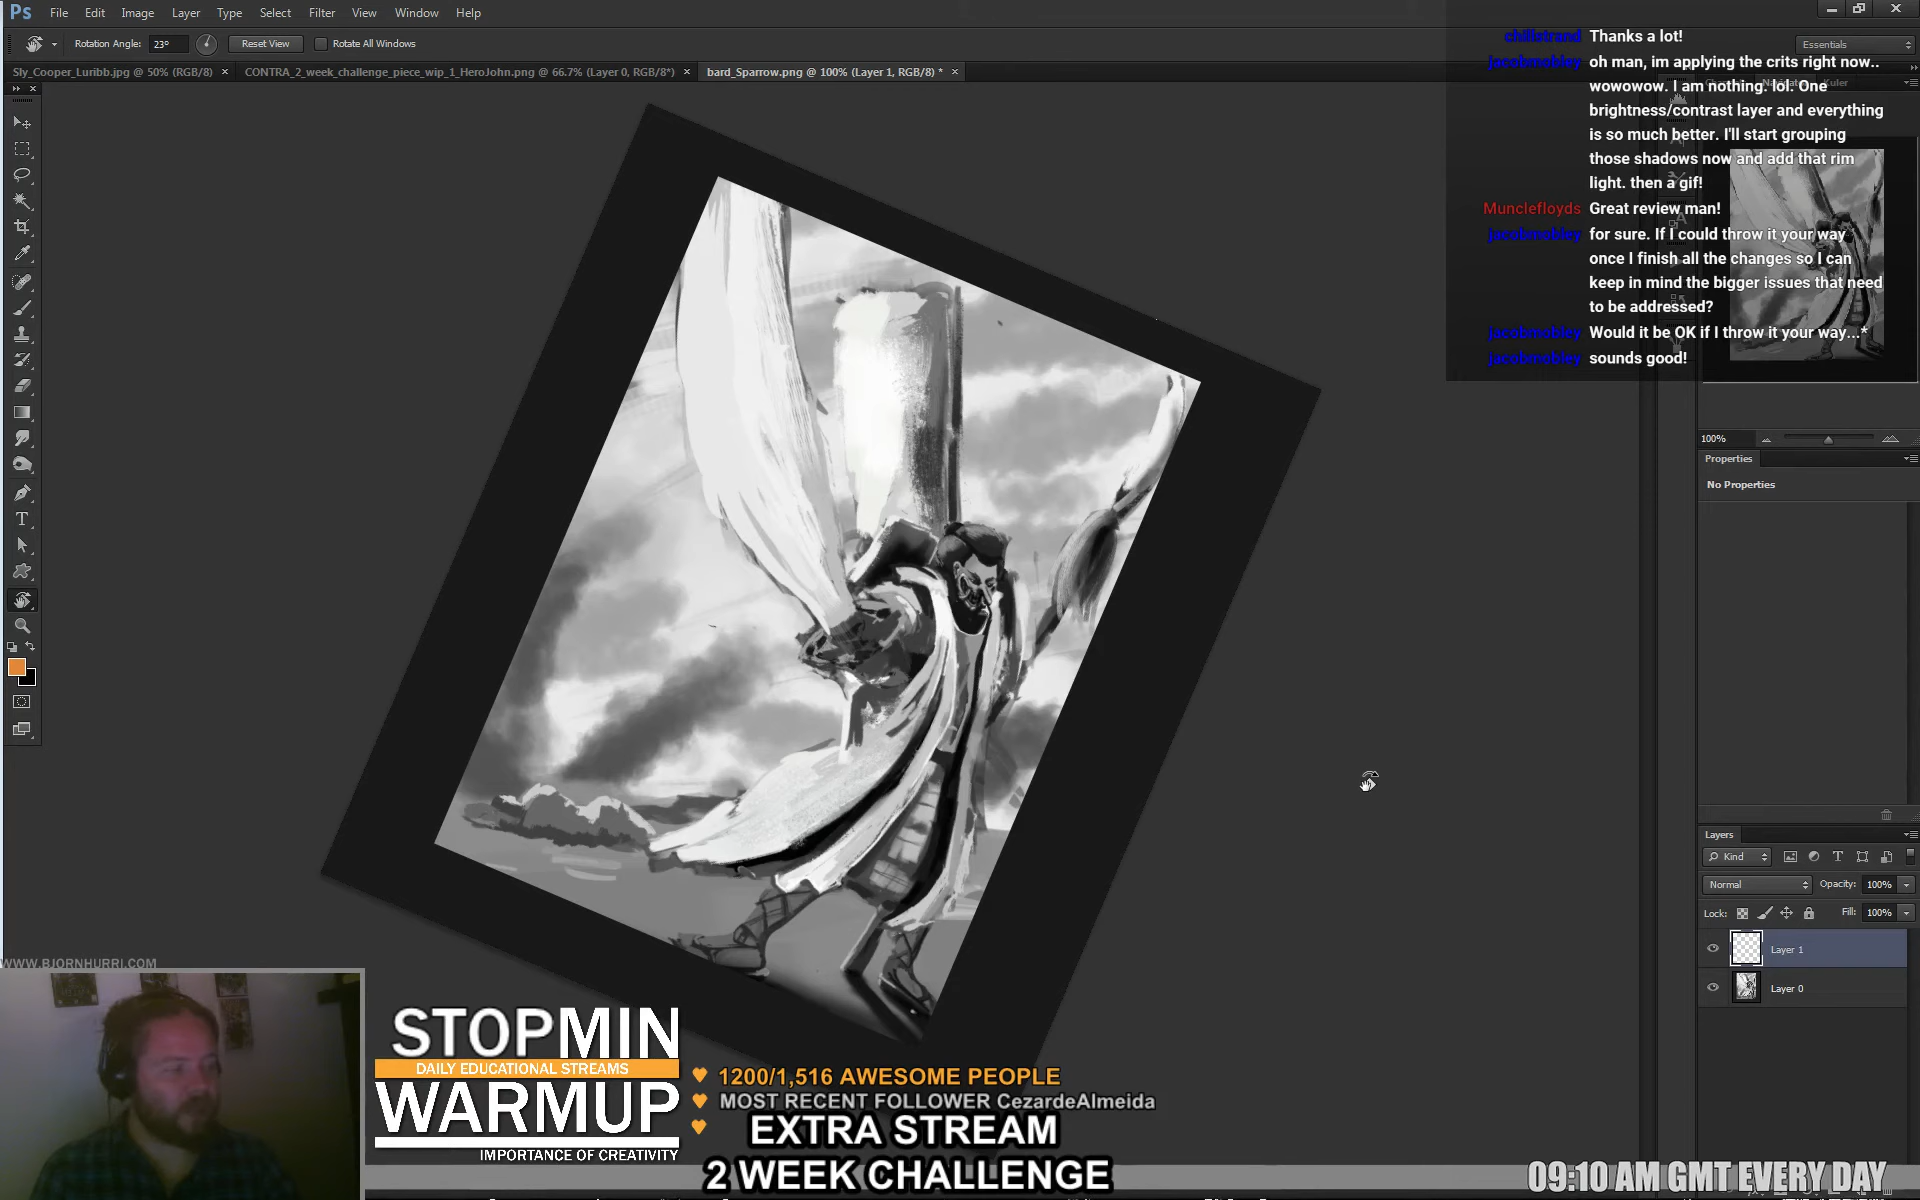 Ps File Edit Image Layer Type Select Filter View Window Help
Rotation Angle: 23° Reset View Rotate All Windows
Essentials
Sly_Cooper_Luribb.jpg @ 50% (RGB/8) × CONTRA_2_week_challenge_piece_wip_1_HeroJohn.png @ 66.7% (Layer 0, RGB/8*) × bard_Sparrow.png @ 100% (Layer 1, RGB/8) * ×
chillstrand Thanks a lot!
jacobmobley oh man, im applying the crits right now..
wowowow. I am nothing. lol. One
brightness/contrast layer and everything
is so much better. I'll start grouping
those shadows now and add that rim
light. then a gif!
Munclefloyds Great review man!
jacobmobley for sure. If I could throw it your way
once I finish all the changes so I can
keep in mind the bigger issues that need
to be addressed?
jacobmobley Would it be OK if I throw it your way...*
jacobmobley sounds good!
Kuler
100%
Properties
No Properties
Layers
Kind
Normal Opacity: 100%
Lock: Fill: 100%
Layer 1
Layer 0
WWW.BJORNHURRI.COM
STOPMIN
DAILY EDUCATIONAL STREAMS
WARMUP
IMPORTANCE OF CREATIVITY
1200/1,516 AWESOME PEOPLE
MOST RECENT FOLLOWER CezardeAlmeida
EXTRA STREAM
2 WEEK CHALLENGE
09:10 AM GMT EVERY DAY